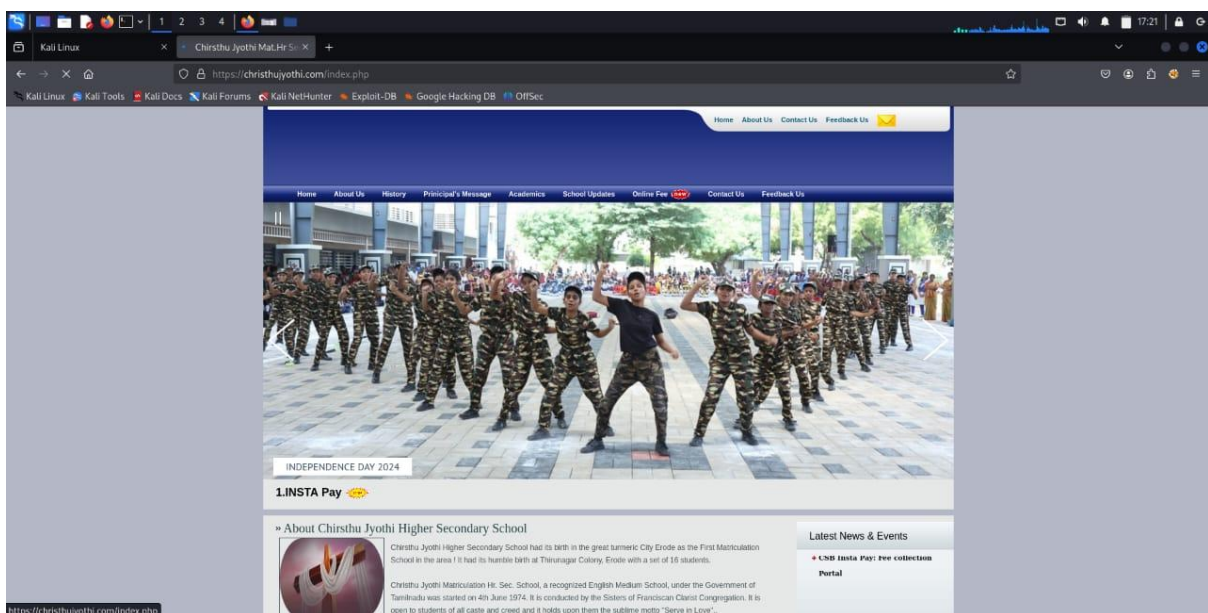 1 2 3 4
17:21
Kali Linux
Chirsthu Jyothi Mat.Hr Se
https://christhujyothi.com/index.php
Kali Linux Kali Tools Kali Docs Kali Forums Kali NetHunter Exploit-DB Google Hacking DB OffSec
Home About Us Contact Us Feedback Us
Home About Us History Prinicipal's Message Academics School Updates Online Fee new Contact Us Feedback Us
INDEPENDENCE DAY 2024
1.INSTA Pay
» About Chirsthu Jyothi Higher Secondary School
Chirsthu Jyothi Higher Secondary School had its birth in the great turmeric City Erode as the First Matriculation
School in the area ! It had its humble birth at Thirunagar Colony, Erode with a set of 16 students.
Christhu Jyothi Matriculation Hr. Sec. School, a recognized English Medium School, under the Government of
Tamilnadu was started on 4th June 1974. It is conducted by the Sisters of Franciscan Clarist Congregation. It is
open to students of all caste and creed and it holds upon them the sublime motto "Serve in Love"..
Latest News & Events
CSB Insta Pay: Fee collection
Portal
https://christhujyothi.com/index.php